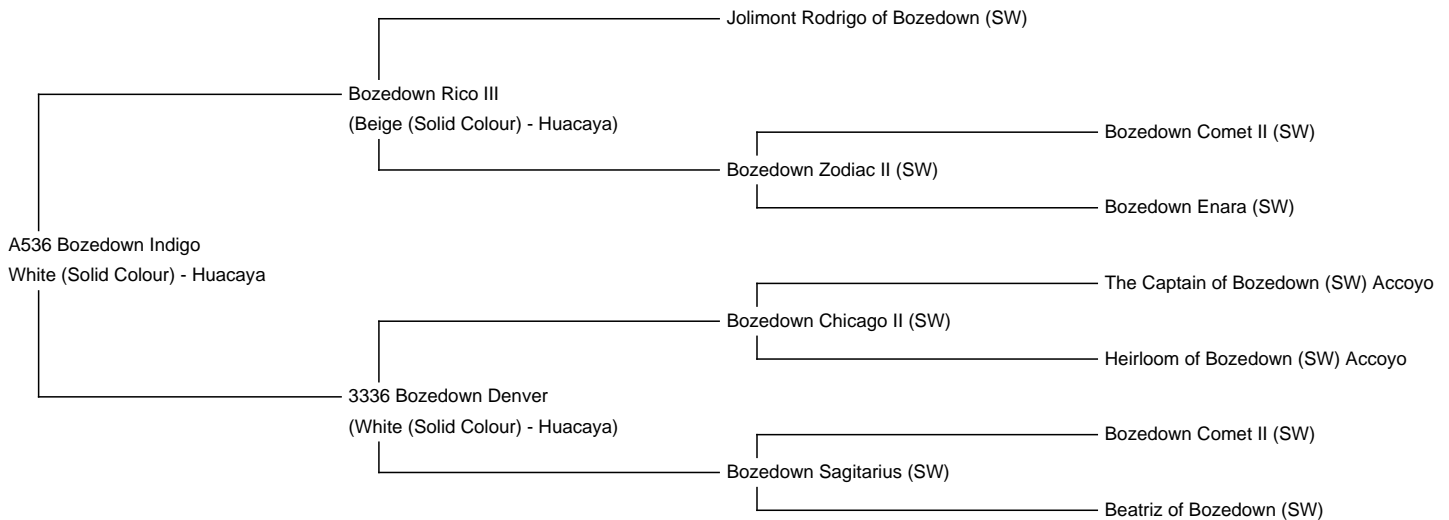 Jolimont Rodrigo of Bozedown (SW)
Bozedown Rico III
(Beige (Solid Colour) - Huacaya)
Bozedown Comet II (SW)
Bozedown Zodiac II (SW)
Bozedown Enara (SW)
A536 Bozedown Indigo
White (Solid Colour) - Huacaya
The Captain of Bozedown (SW) Accoyo
Bozedown Chicago II (SW)
Heirloom of Bozedown (SW) Accoyo
3336 Bozedown Denver
(White (Solid Colour) - Huacaya)
Bozedown Comet II (SW)
Bozedown Sagitarius (SW)
Beatriz of Bozedown (SW)